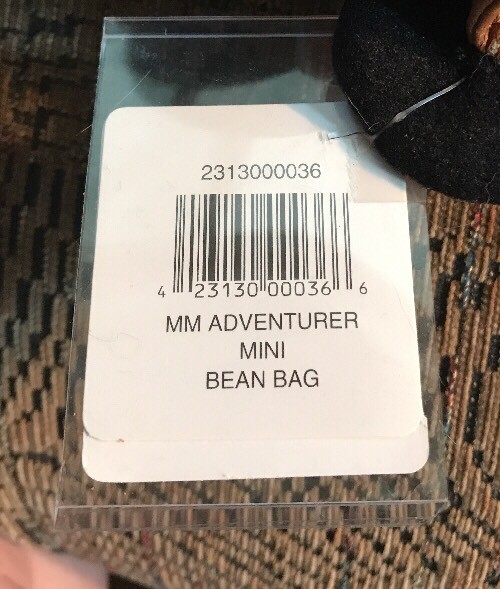 2313000036
4 23130 00036 6
MM ADVENTURER
MINI
BEAN BAG